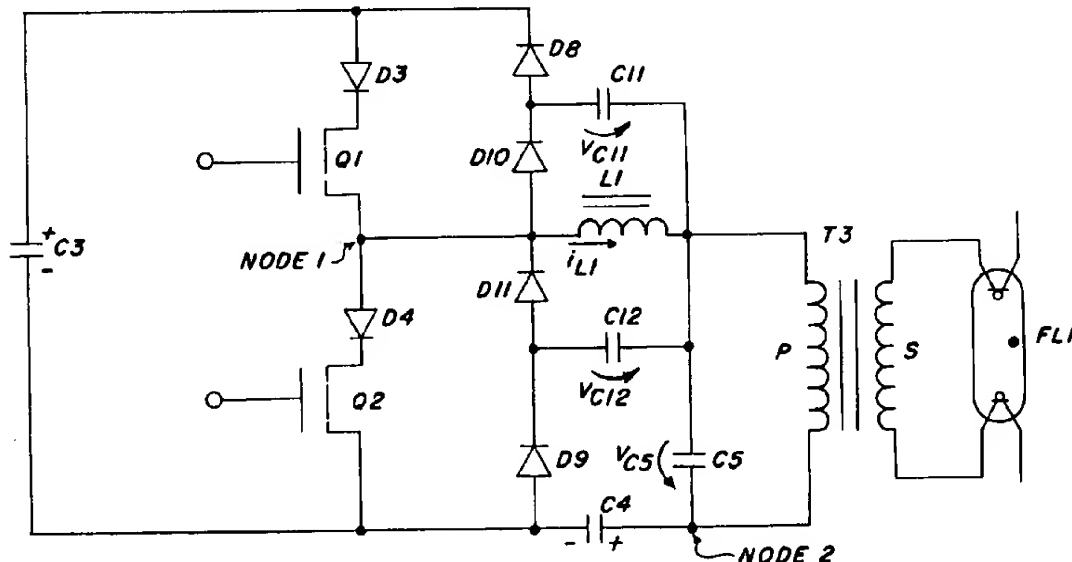 D8
D3
C11
VC11
Q1
D10
L1
+
C3
-
NODE 1
iL1
T3
D11
D4
C12
P
S
FL1
VC12
Q2
D9
VC5
C5
C4
-
+
NODE 2